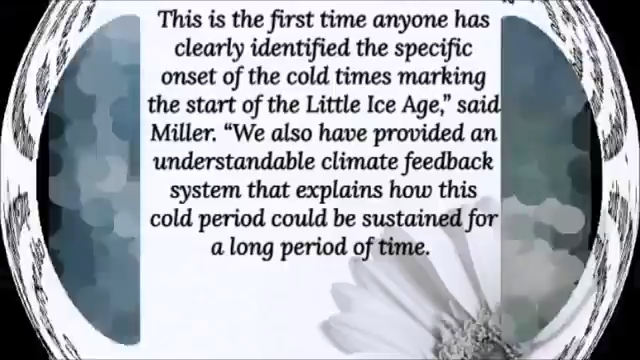 This is the first time anyone has
clearly identified the specific
onset of the cold times marking
the start of the Little Ice Age,” said
Miller. “We also have provided an
understandable climate feedback
system that explains how this
cold period could be sustained for
a long period of time.